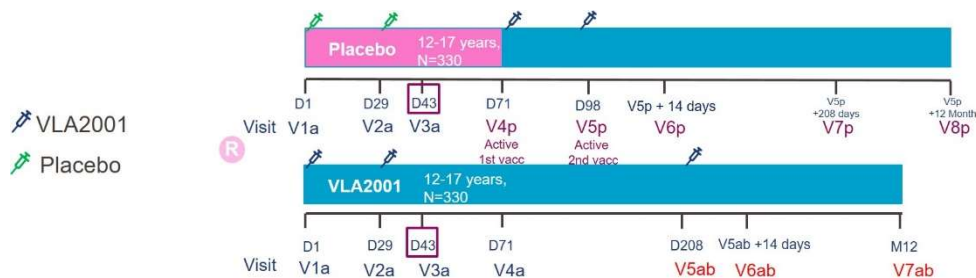 Placebo 12-17 years,
N=330
D1 D29 D43 D71 D98 V5p + 14 days V5p +208 days V5p +12 Month
Visit V1a V2a V3a V4p V5p V6p V7p V8p
Active 1st vacc Active 2nd vacc
VLA2001
Placebo
R
VLA2001 12-17 years,
N=330
D1 D29 D43 D71 D208 V5ab +14 days M12
Visit V1a V2a V3a V4a V5ab V6ab V7ab